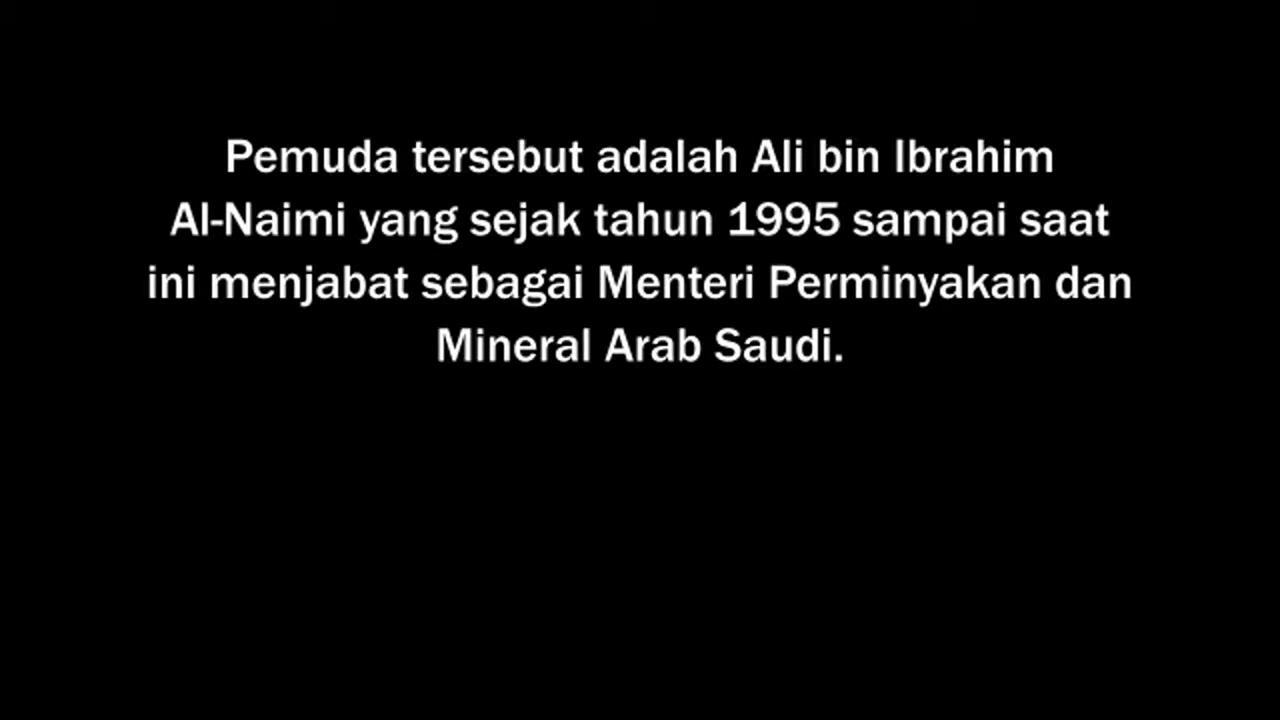 Pemuda tersebut adalah Ali bin Ibrahim
Al-Naimi yang sejak tahun 1995 sampai saat
ini menjabat sebagai Menteri Perminyakan dan
Mineral Arab Saudi.